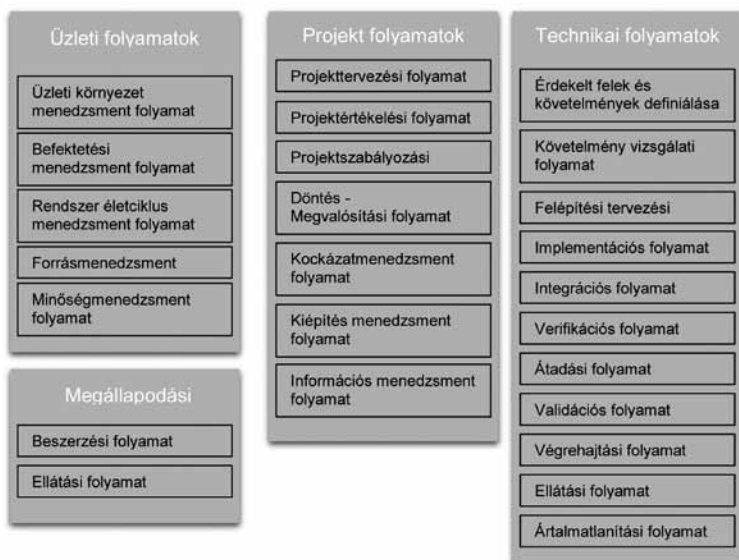 Üzleti folyamatok
Üzleti környezet
menedzsment folyamat
Befektetési
menedzsment folyamat
Rendszer életciklus
menedzsment folyamat
Forrásmenedzsment
Minőségmenedzsment
folyamat
Megállapodási
Beszerzési folyamat
Ellátási folyamat
Projekt folyamatok
Projekttervezési folyamat
Projektértékelési folyamat
Projektszabályozási
Döntés -
Megvalósítási folyamat
Kockázatmenedzsment
folyamat
Kiépítés menedzsment
folyamat
Információs menedzsment
folyamat
Technikai folyamatok
Érdekelt felek és
követelmények definiálása
Követelmény vizsgálati
folyamat
Felépítési tervezési
Implementációs folyamat
Integrációs folyamat
Verifikációs folyamat
Átadási folyamat
Validációs folyamat
Végrehajtási folyamat
Ellátási folyamat
Ártalmatlanítási folyamat